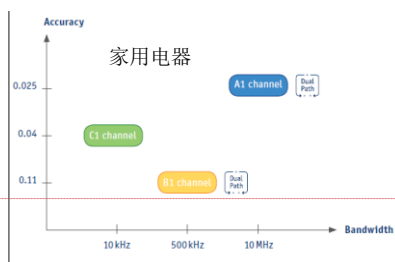 Accuracy
家用电器
0.025
A1 channel
Dual
Path
0.04
C1 channel
0.11
B1 channel
Dual
Path
Bandwidth
10 kHz
500 kHz
10 MHz